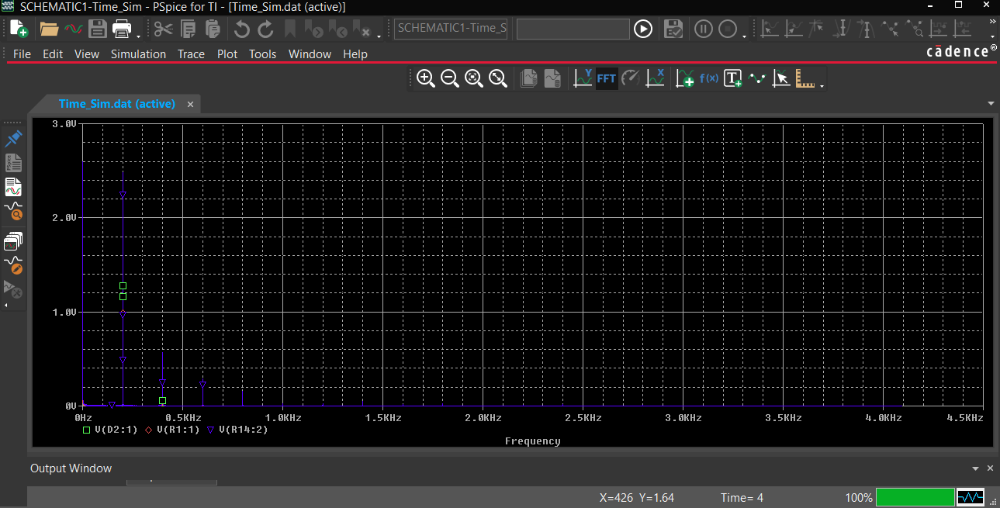 SCHEMATIC1-Time_Sim - PSpice for TI - [Time_Sim.dat (active)]
SCHEMATIC1-Time_S
File Edit View Simulation Trace Plot Tools Window Help
cādence®
Y FFT X f(x) T
Time_Sim.dat (active)
3.0V
2.0V
1.0V
0V
0Hz 0.5KHz 1.0KHz 1.5KHz 2.0KHz 2.5KHz 3.0KHz 3.5KHz 4.0KHz 4.5KHz
V(D2:1) V(R1:1) V(R14:2)
Frequency
Output Window
X=426 Y=1.64 Time= 4 100%